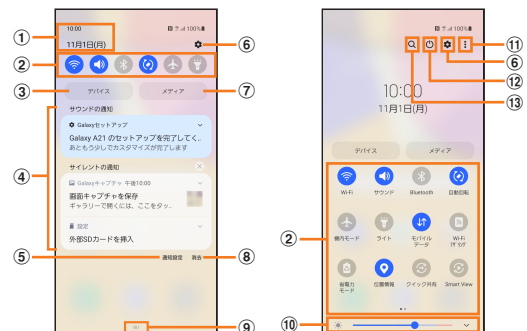 10:00
100%
11月1日(月)
①
⑥
②
デバイス
メディア
③
⑦
サウンドの通知
Galaxyセットアップ
Galaxy A21 のセットアップを完了してく..
あともう少しでカスタマイズが完了します
④
サイレントの通知
Galaxyキャプチャ 午後10:00
画面キャプチャを保存
ギャラリーで開くには、ここをタッ..
設定
外部SDカードを挿入
⑤
通知設定 消去
⑧
⑨
100%
⑪
⑥
⑫
⑬
10:00
11月1日(月)
デバイス
メディア
Wi-Fi
サウンド
Bluetooth
自動回転
②
機内モード
ライト
モバイル
データ
Wi-Fi
テザリング
省電力
モード
位置情報
クイック共有
Smart View
⑩